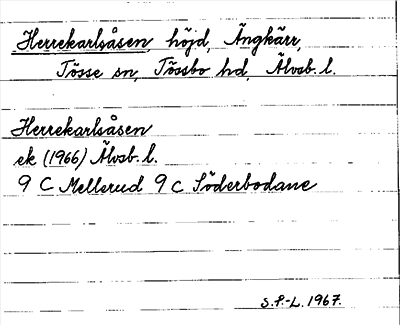 Herrekarlsåsen, höjd, Ängkärr,
Tösse sn, Tössbo hd, Älvsb. l.
Herrekarlsåsen
ek (1966) Älvsb. l.
9 C Mellerud 9 c Söderbodane
S.P.-L. 1967.